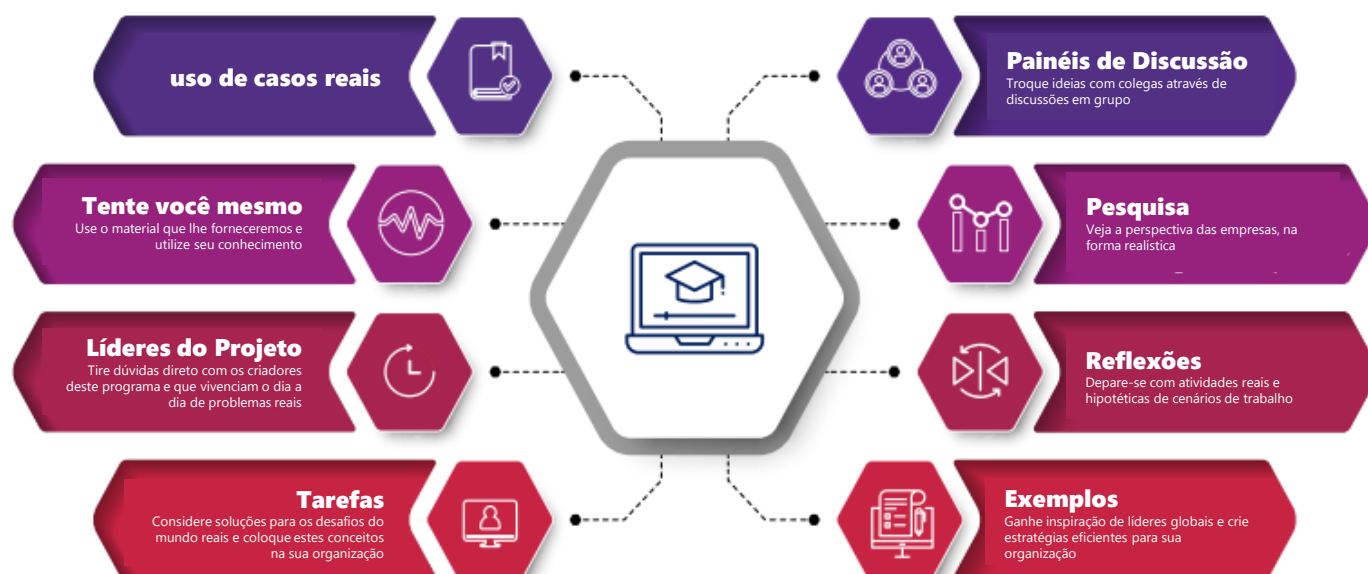 uso de casos reais
Painéis de Discussão
Troque ideias com colegas através de
discussões em grupo
Tente você mesmo
Use o material que lhe forneceremos e
utilize seu conhecimento
Pesquisa
Veja a perspectiva das empresas, na
forma realística
Líderes do Projeto
Tire dúvidas direto com os criadores
deste programa e que vivenciam o dia a
dia de problemas reais
Reflexões
Depare-se com atividades reais e
hipotéticas de cenários de trabalho
Tarefas
Considere soluções para os desafios do
mundo reais e coloque estes conceitos
na sua organização
Exemplos
Ganhe inspiração de líderes globais e crie
estratégias eficientes para sua
organização